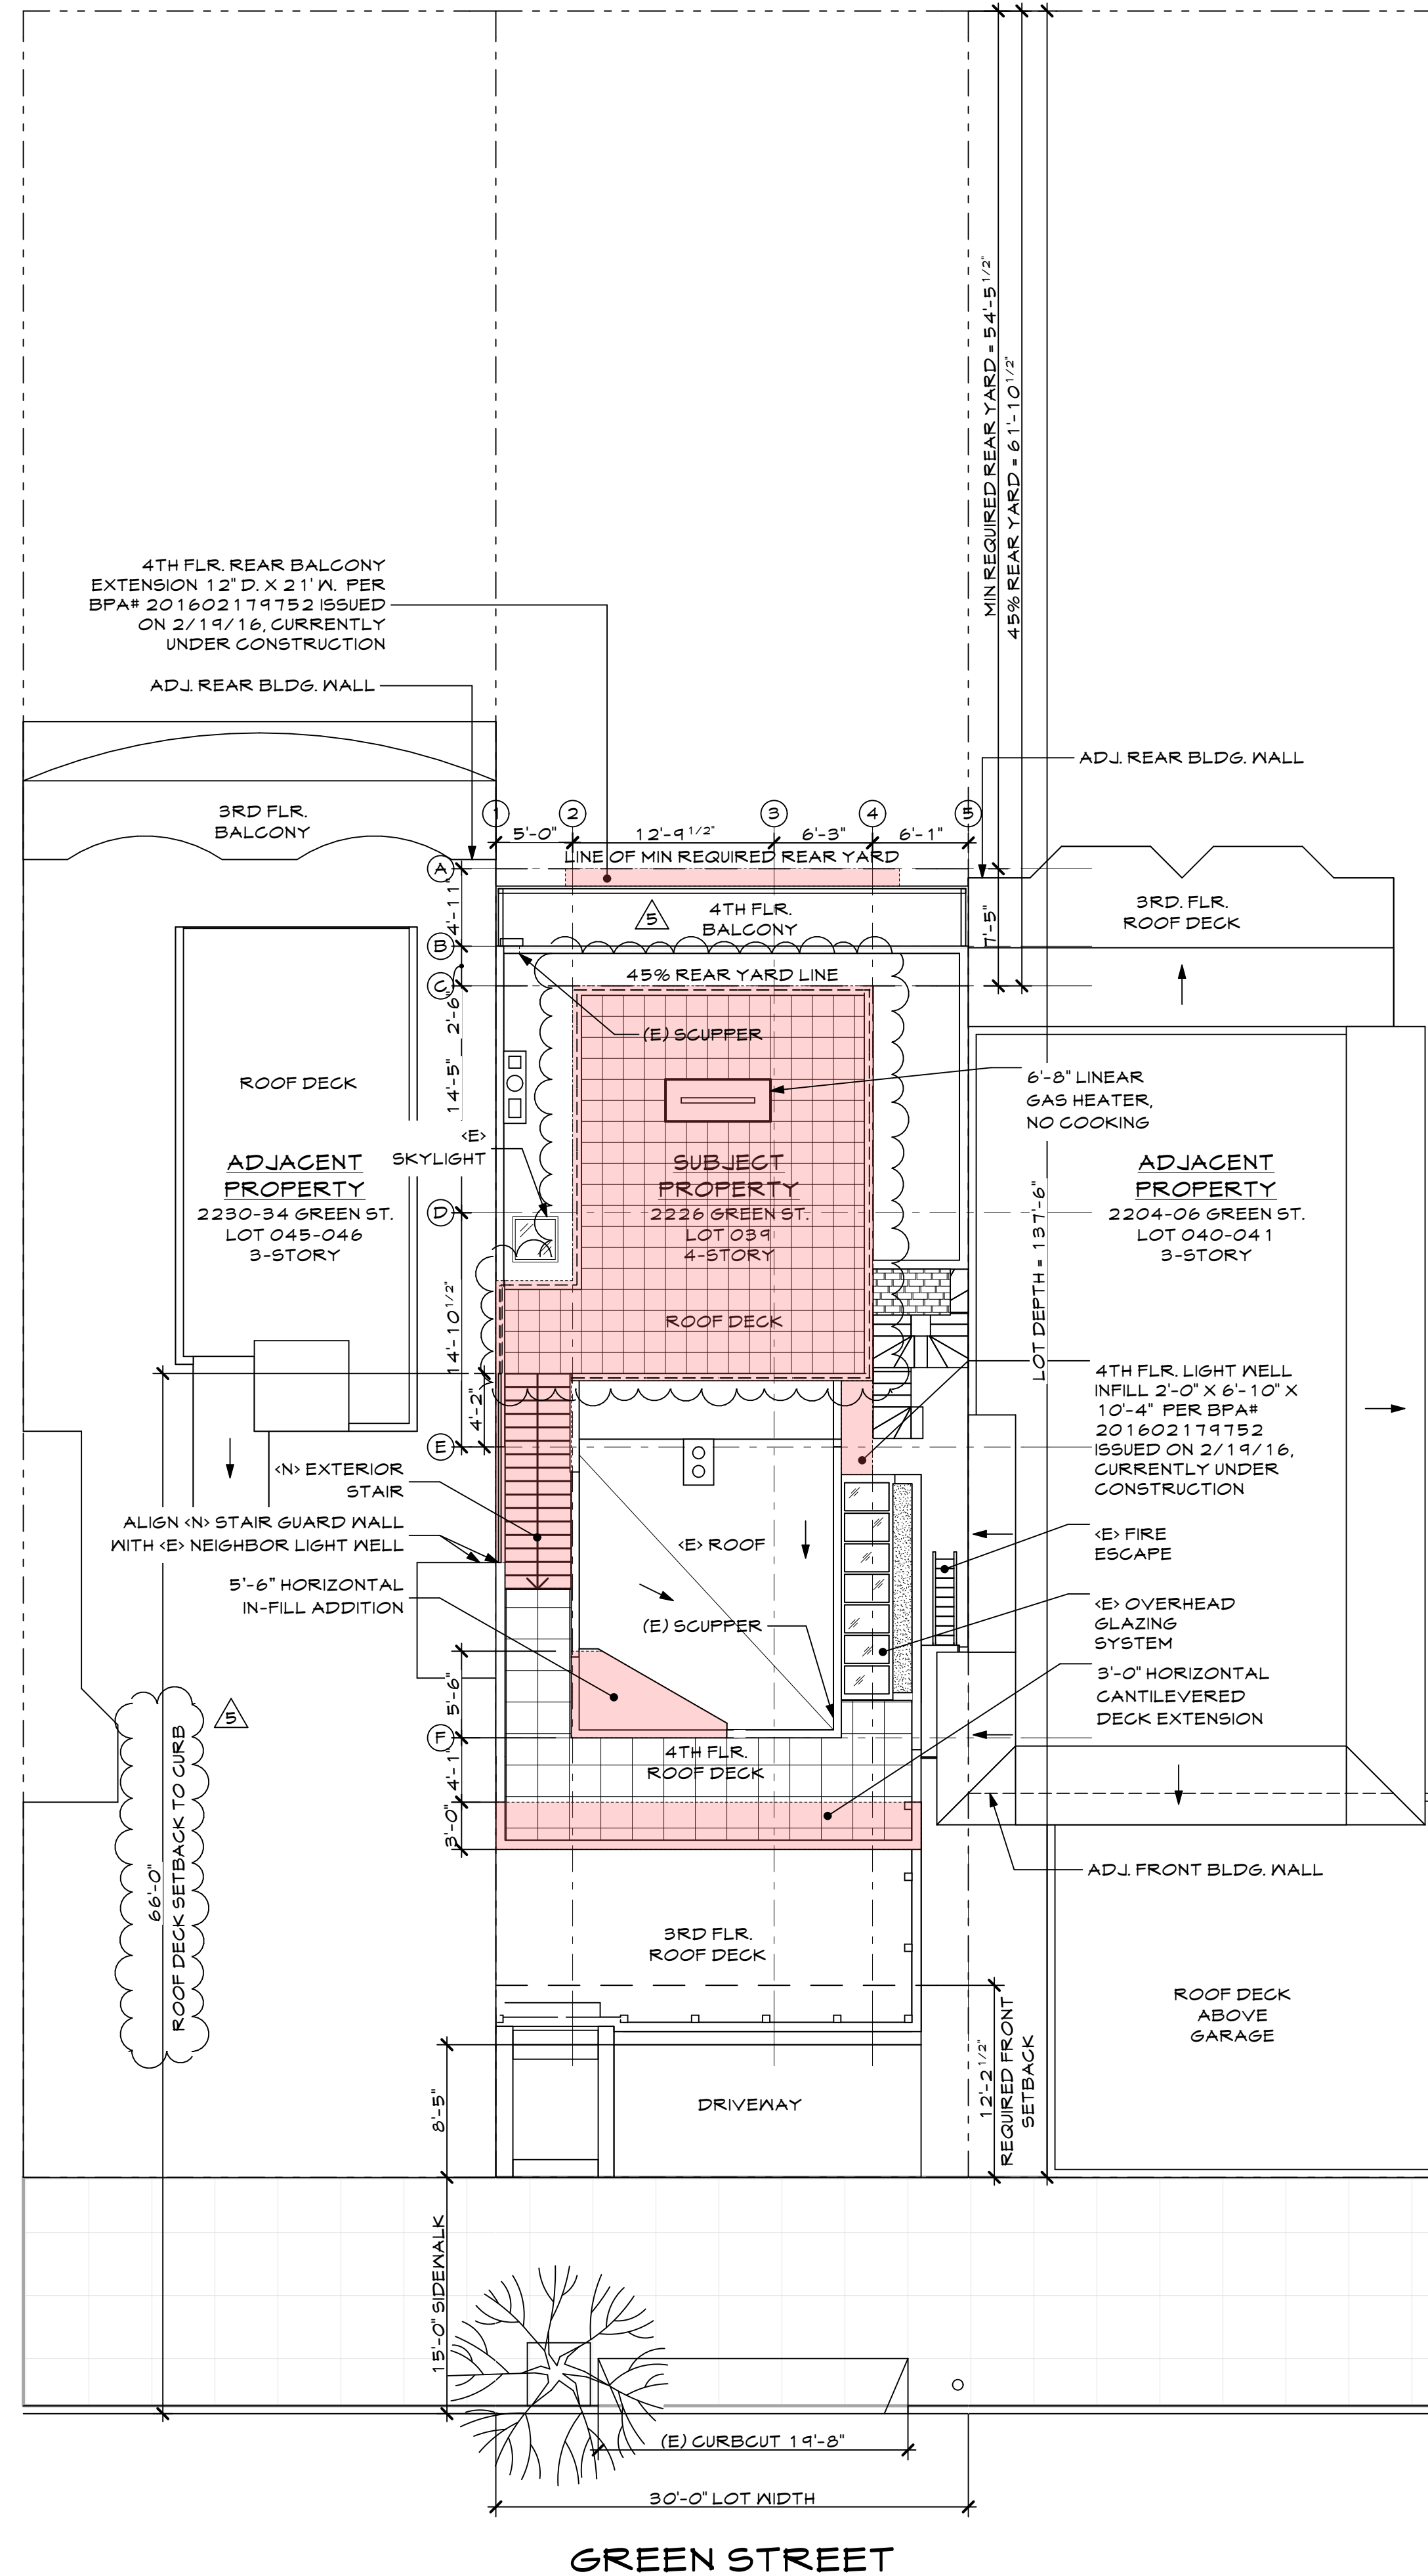 MIN REQUIRED REAR YARD = 54'-5 1/2"
45% REAR YARD = 61'-10 1/2"
4TH FLR. REAR BALCONY
EXTENSION 12" D. X 21' W. PER
BPA# 201602179752 ISSUED
ON 2/19/16, CURRENTLY
UNDER CONSTRUCTION
ADJ. REAR BLDG. WALL
ADJ. REAR BLDG. WALL
3RD FLR.
BALCONY
1
2
3
4
5
5'-0"
12'-9 1/2"
6'-3"
6'-1"
LINE OF MIN REQUIRED REAR YARD
A
4'-11"
5
4TH FLR.
BALCONY
7'-5"
3RD. FLR.
ROOF DECK
B
45% REAR YARD LINE
C
2'-6"
(E) SCUPPER
ROOF DECK
14'-5"
6'-8" LINEAR
GAS HEATER,
NO COOKING
<E>
SKYLIGHT
ADJACENT
PROPERTY
2230-34 GREEN ST.
LOT 045-046
3-STORY
SUBJECT
PROPERTY
2226 GREEN ST.
LOT 039
4-STORY
ADJACENT
PROPERTY
2204-06 GREEN ST.
LOT 040-041
3-STORY
D
LOT DEPTH = 137'-6"
ROOF DECK
14'-10 1/2"
4'-2"
4TH FLR. LIGHT WELL
INFILL 2'-0" X 6'-10" X
10'-4" PER BPA#
201602179752
ISSUED ON 2/19/16,
CURRENTLY UNDER
CONSTRUCTION
E
<N> EXTERIOR
STAIR
ALIGN <N> STAIR GUARD WALL
WITH <E> NEIGHBOR LIGHT WELL
<E> ROOF
<E> FIRE
ESCAPE
5'-6" HORIZONTAL
IN-FILL ADDITION
(E) SCUPPER
<E> OVERHEAD
GLAZING
SYSTEM
3'-0" HORIZONTAL
CANTILEVERED
DECK EXTENSION
5'-6"
5
F
4TH FLR.
ROOF DECK
4'-1"
3'-0"
66'-0"
ROOF DECK SETBACK TO CURB
ADJ. FRONT BLDG. WALL
3RD FLR.
ROOF DECK
ROOF DECK
ABOVE
GARAGE
12'-2 1/2"
REQUIRED FRONT
SETBACK
8'-5"
DRIVEWAY
15'-0" SIDEWALK
(E) CURBCUT 19'-8"
30'-0" LOT WIDTH
GREEN STREET